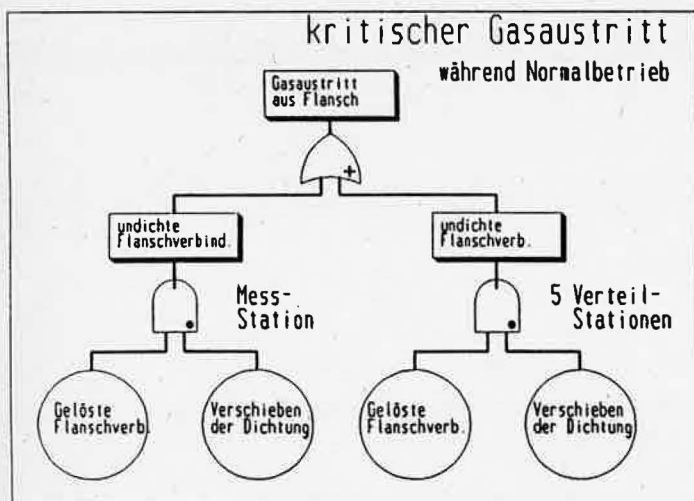 kritischer Gasaustritt
während Normalbetrieb
Gasaustritt
aus Flansch
+
undichte
Flanschverbind.
undichte
Flanschverb.
Mess-
Station
5 Verteil-
Stationen
Gelöste
Flanschverb.
Verschieben
der Dichtung
Gelöste
Flanschverb.
Verschieben
der Dichtung